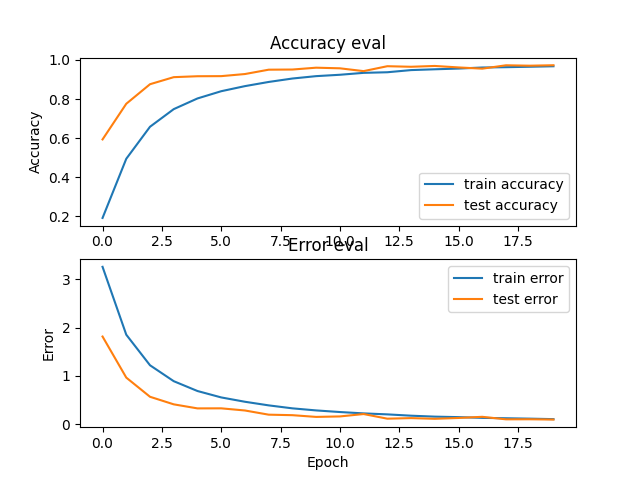 Accuracy eval
1.0
0.8
0.6
0.4
0.2
Accuracy
train accuracy
test accuracy
0.0 2.5 5.0 7.5 10.0 12.5 15.0 17.5
Error eval
3
2
1
0
Error
train error
test error
0.0 2.5 5.0 7.5 10.0 12.5 15.0 17.5
Epoch